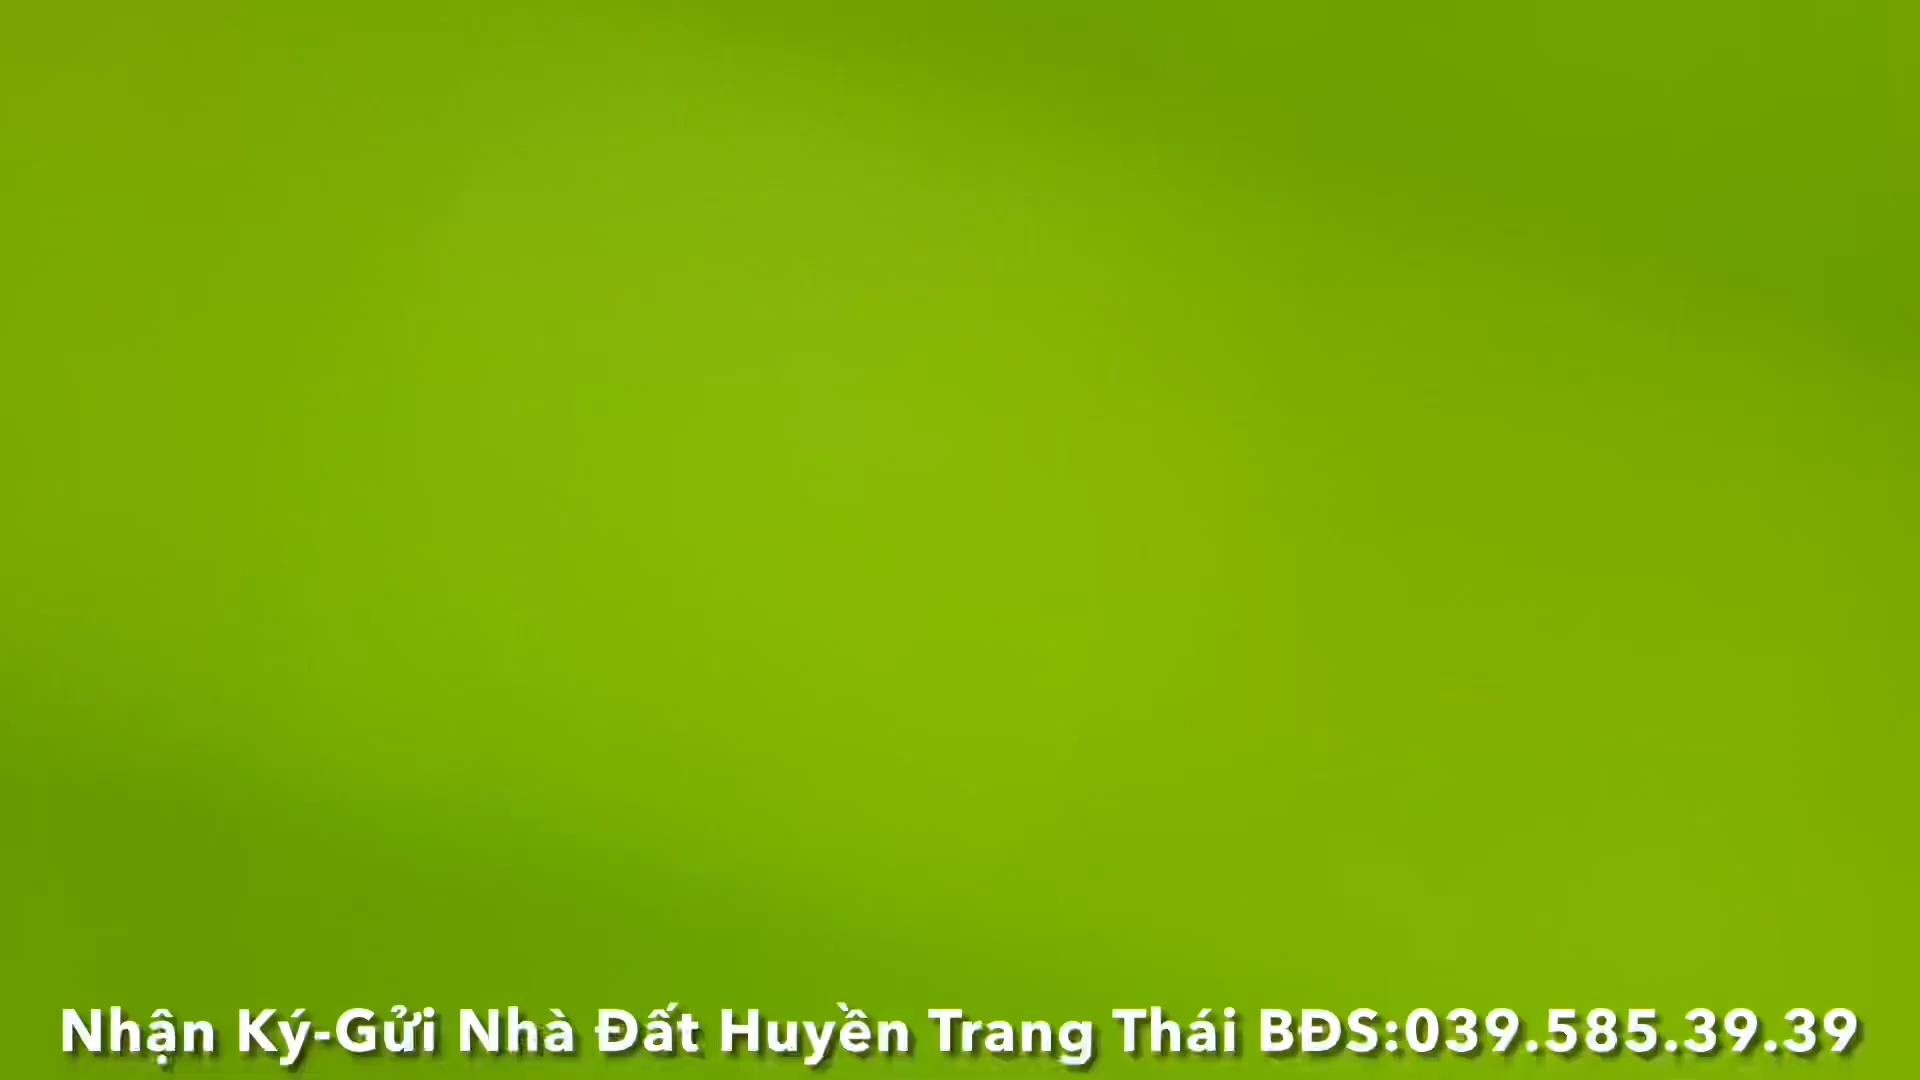 Nhận Ký-Gửi Nhà Đất Huyền Trang Thái BĐS:039.585.39.39